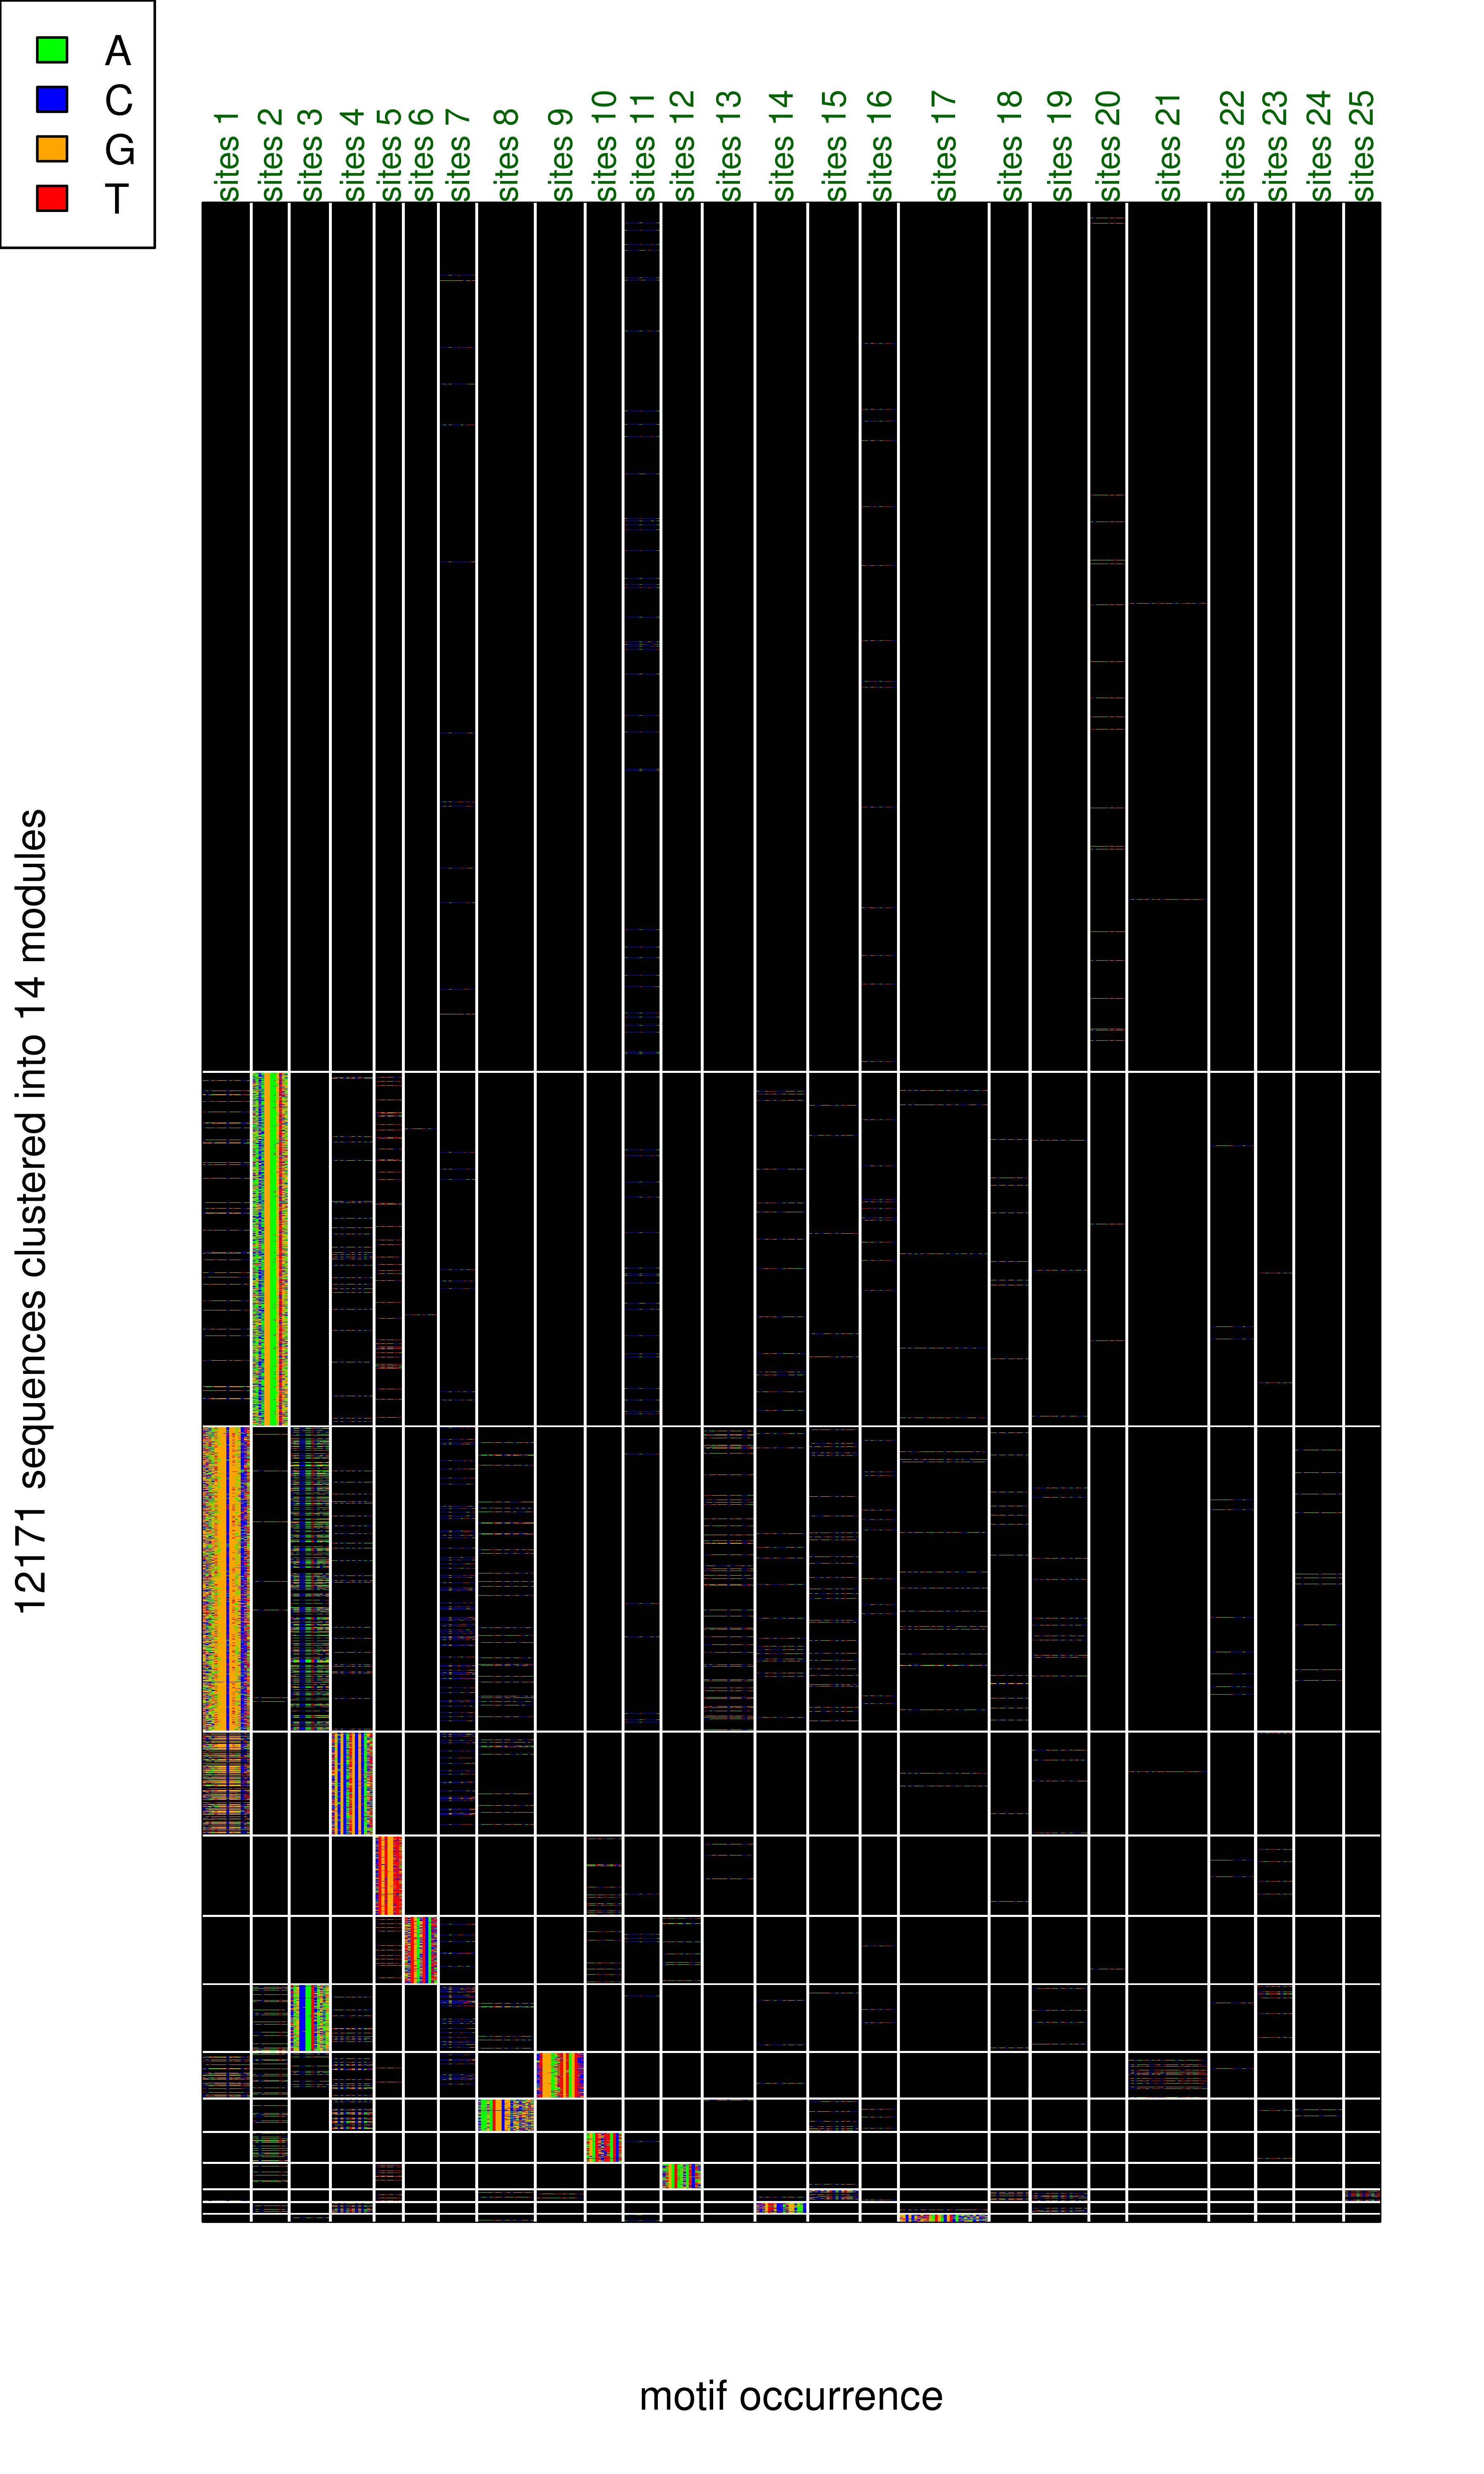 A
C
G
T
sites 1
sites 2
sites 3
sites 4
sites 5
sites 6
sites 7
sites 8
sites 9
sites 10
sites 11
sites 12
sites 13
sites 14
sites 15
sites 16
sites 17
sites 18
sites 19
sites 20
sites 21
sites 22
sites 23
sites 24
sites 25
12171 sequences clustered into 14 modules
motif occurrence